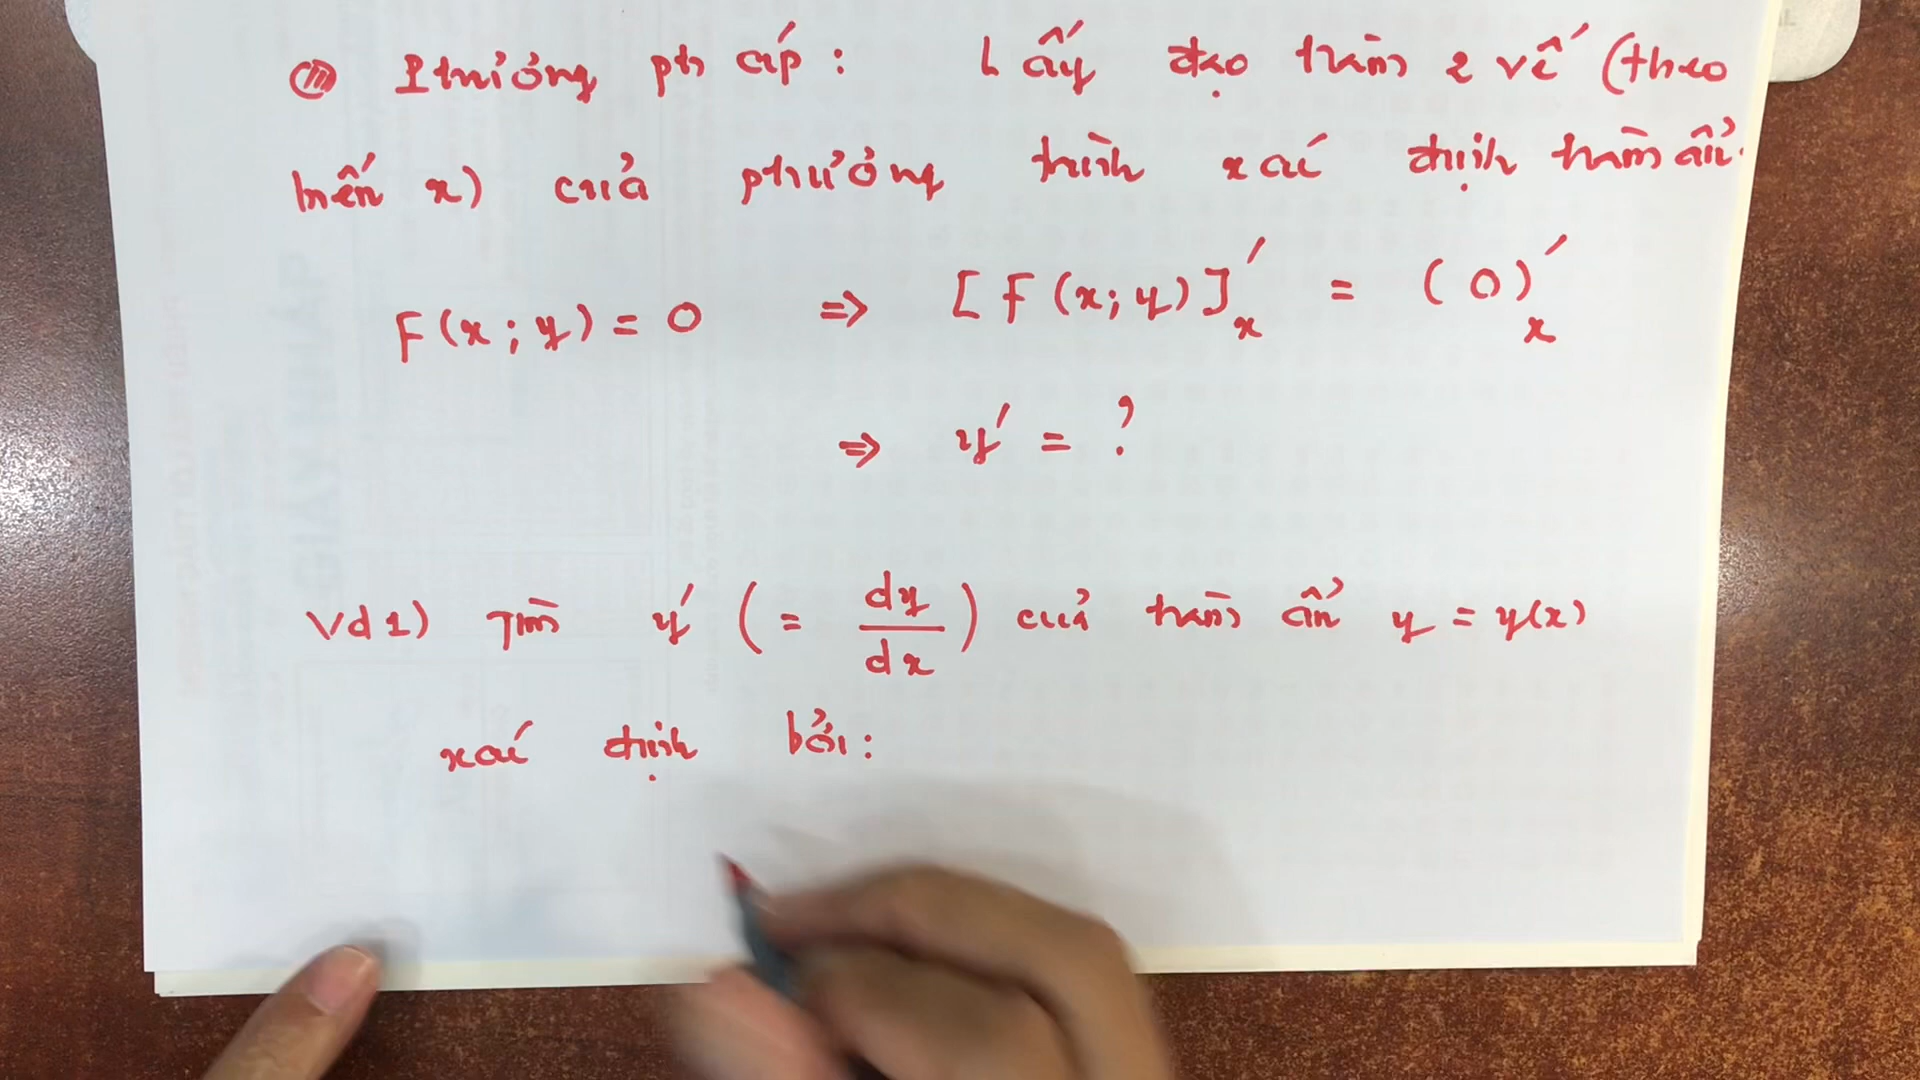 (III) Phương pháp: Lấy đạo hàm 2 vế (theo
biến x) của phương trình xác định hàm ẩn.
F(x; y) = 0 ⇒ [F(x; y)]'ₓ = (0)'ₓ
⇒ y' = ?
Vd 1) Tìm y' (= dy/dx) của hàm ẩn y = y(x)
xác định bởi: